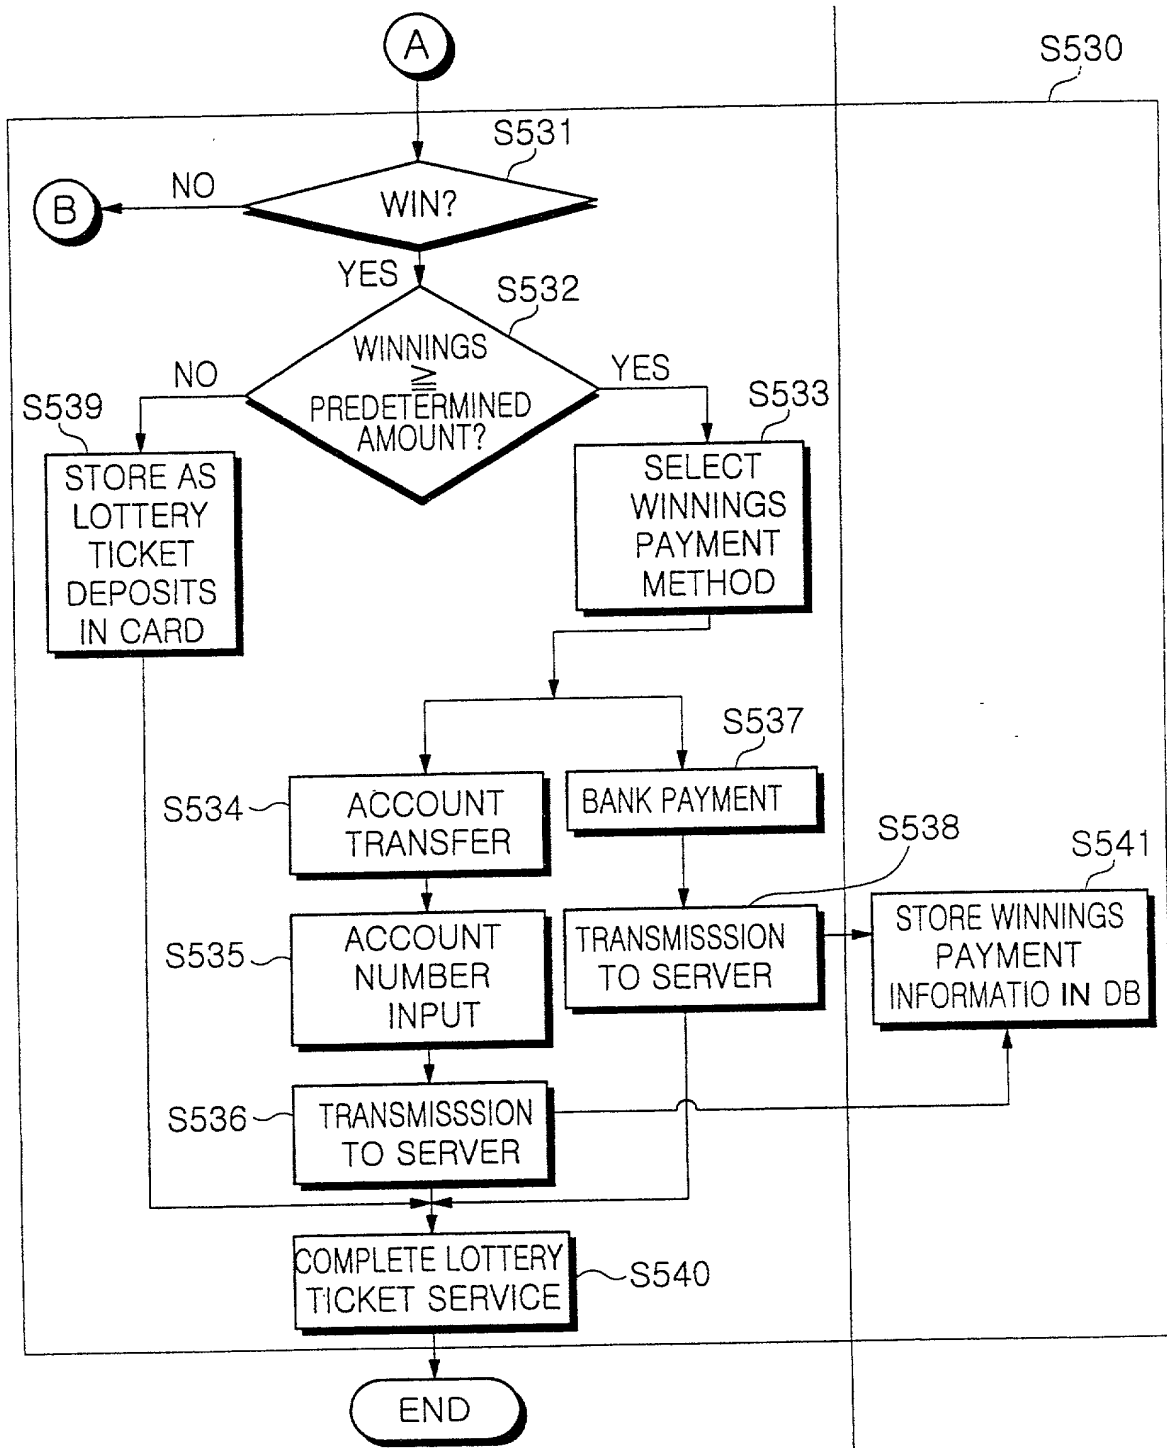 A
S530
S531
NO
WIN?
B
YES
S532
WINNINGS
≧
PREDETERMINED
AMOUNT?
NO
YES
S539
S533
STORE AS
LOTTERY
TICKET
DEPOSITS
IN CARD
SELECT
WINNINGS
PAYMENT
METHOD
S537
S534
ACCOUNT
TRANSFER
BANK PAYMENT
S538
S541
S535
ACCOUNT
NUMBER
INPUT
TRANSMISSSION
TO SERVER
STORE WINNINGS
PAYMENT
INFORMATIO IN DB
S536
TRANSMISSSION
TO SERVER
COMPLETE LOTTERY
TICKET SERVICE
S540
END